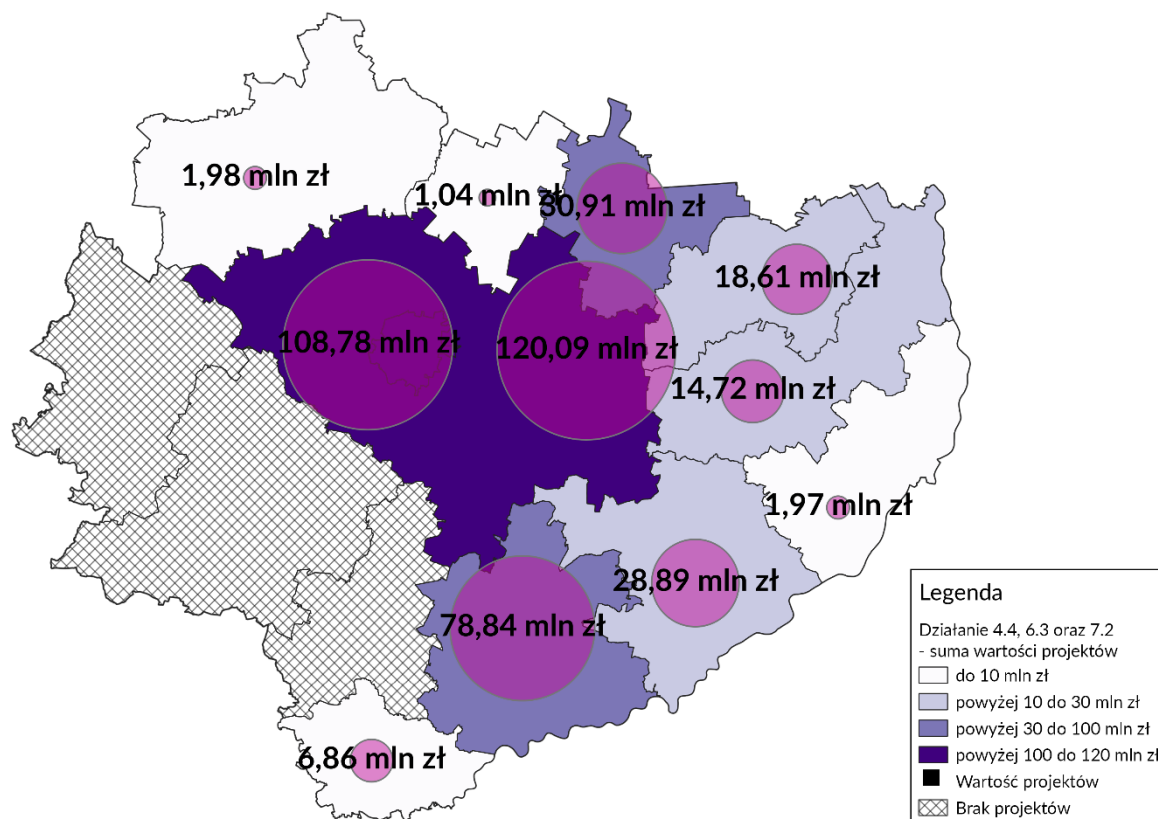 1,98 mln zł
1,04 mln zł
30,91 mln zł
18,61 mln zł
108,78 mln zł
120,09 mln zł
14,72 mln zł
1,97 mln zł
28,89 mln zł
78,84 mln zł
6,86 mln zł
Legenda
Działanie 4.4, 6.3 oraz 7.2
- suma wartości projektów
do 10 mln zł
powyżej 10 do 30 mln zł
powyżej 30 do 100 mln zł
powyżej 100 do 120 mln zł
Wartość projektów
Brak projektów